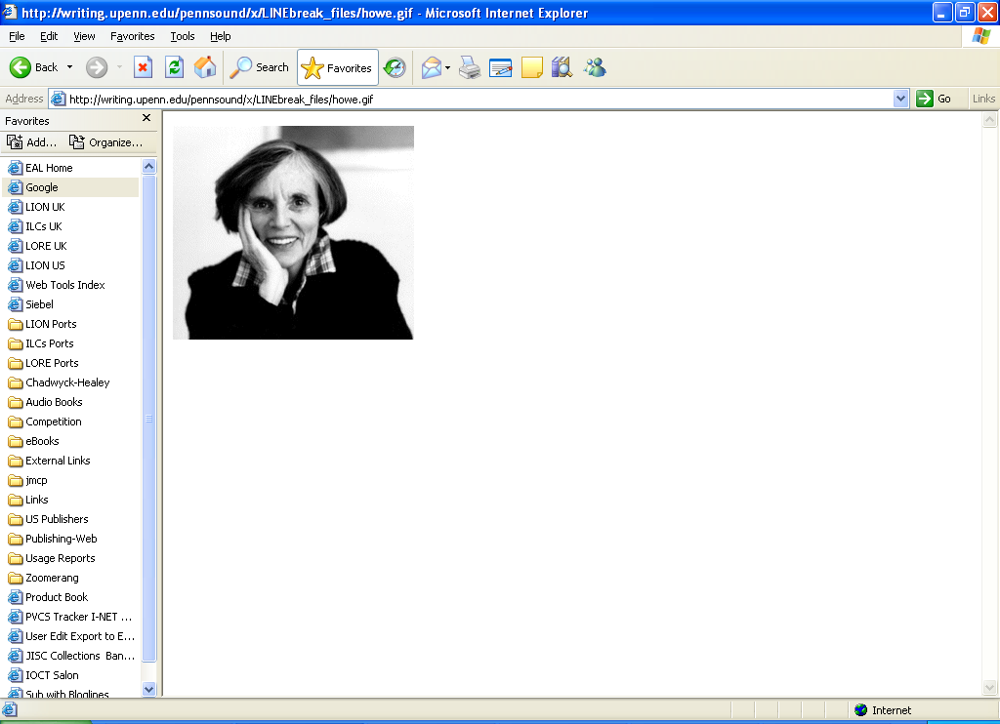 http://writing.upenn.edu/pennsound/x/LINEbreak_files/howe.gif - Microsoft Internet Explorer
File Edit View Favorites Tools Help
Back Search Favorites
Address http://writing.upenn.edu/pennsound/x/LINEbreak_files/howe.gif Go Links
Favorites
Add... Organize...
EAL Home
Google
LION UK
ILCs UK
LORE UK
LION US
Web Tools Index
Siebel
LION Ports
ILCs Ports
LORE Ports
Chadwyck-Healey
Audio Books
Competition
eBooks
External Links
jmcp
Links
US Publishers
Publishing-Web
Usage Reports
Zoomerang
Product Book
PVCS Tracker I-NET ...
User Edit Export to E...
JISC Collections Ban...
IOCT Salon
Sub with Bloglines
Internet